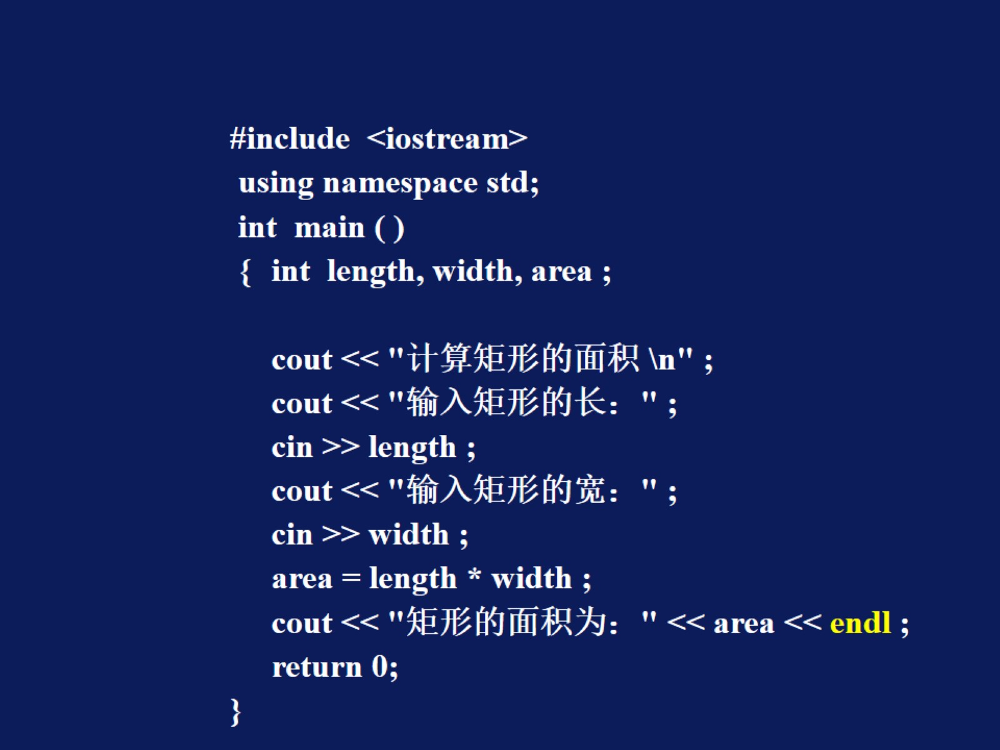 #include  <iostream>
using namespace std;
int  main ( )
{  int  length, width, area ;
cout << "计算矩形的面积 \n" ;
cout << "输入矩形的长：" ;
cin >> length ;
cout << "输入矩形的宽：" ;
cin >> width ;
area = length * width ;
cout << "矩形的面积为：" << area << endl ;
return 0;
}